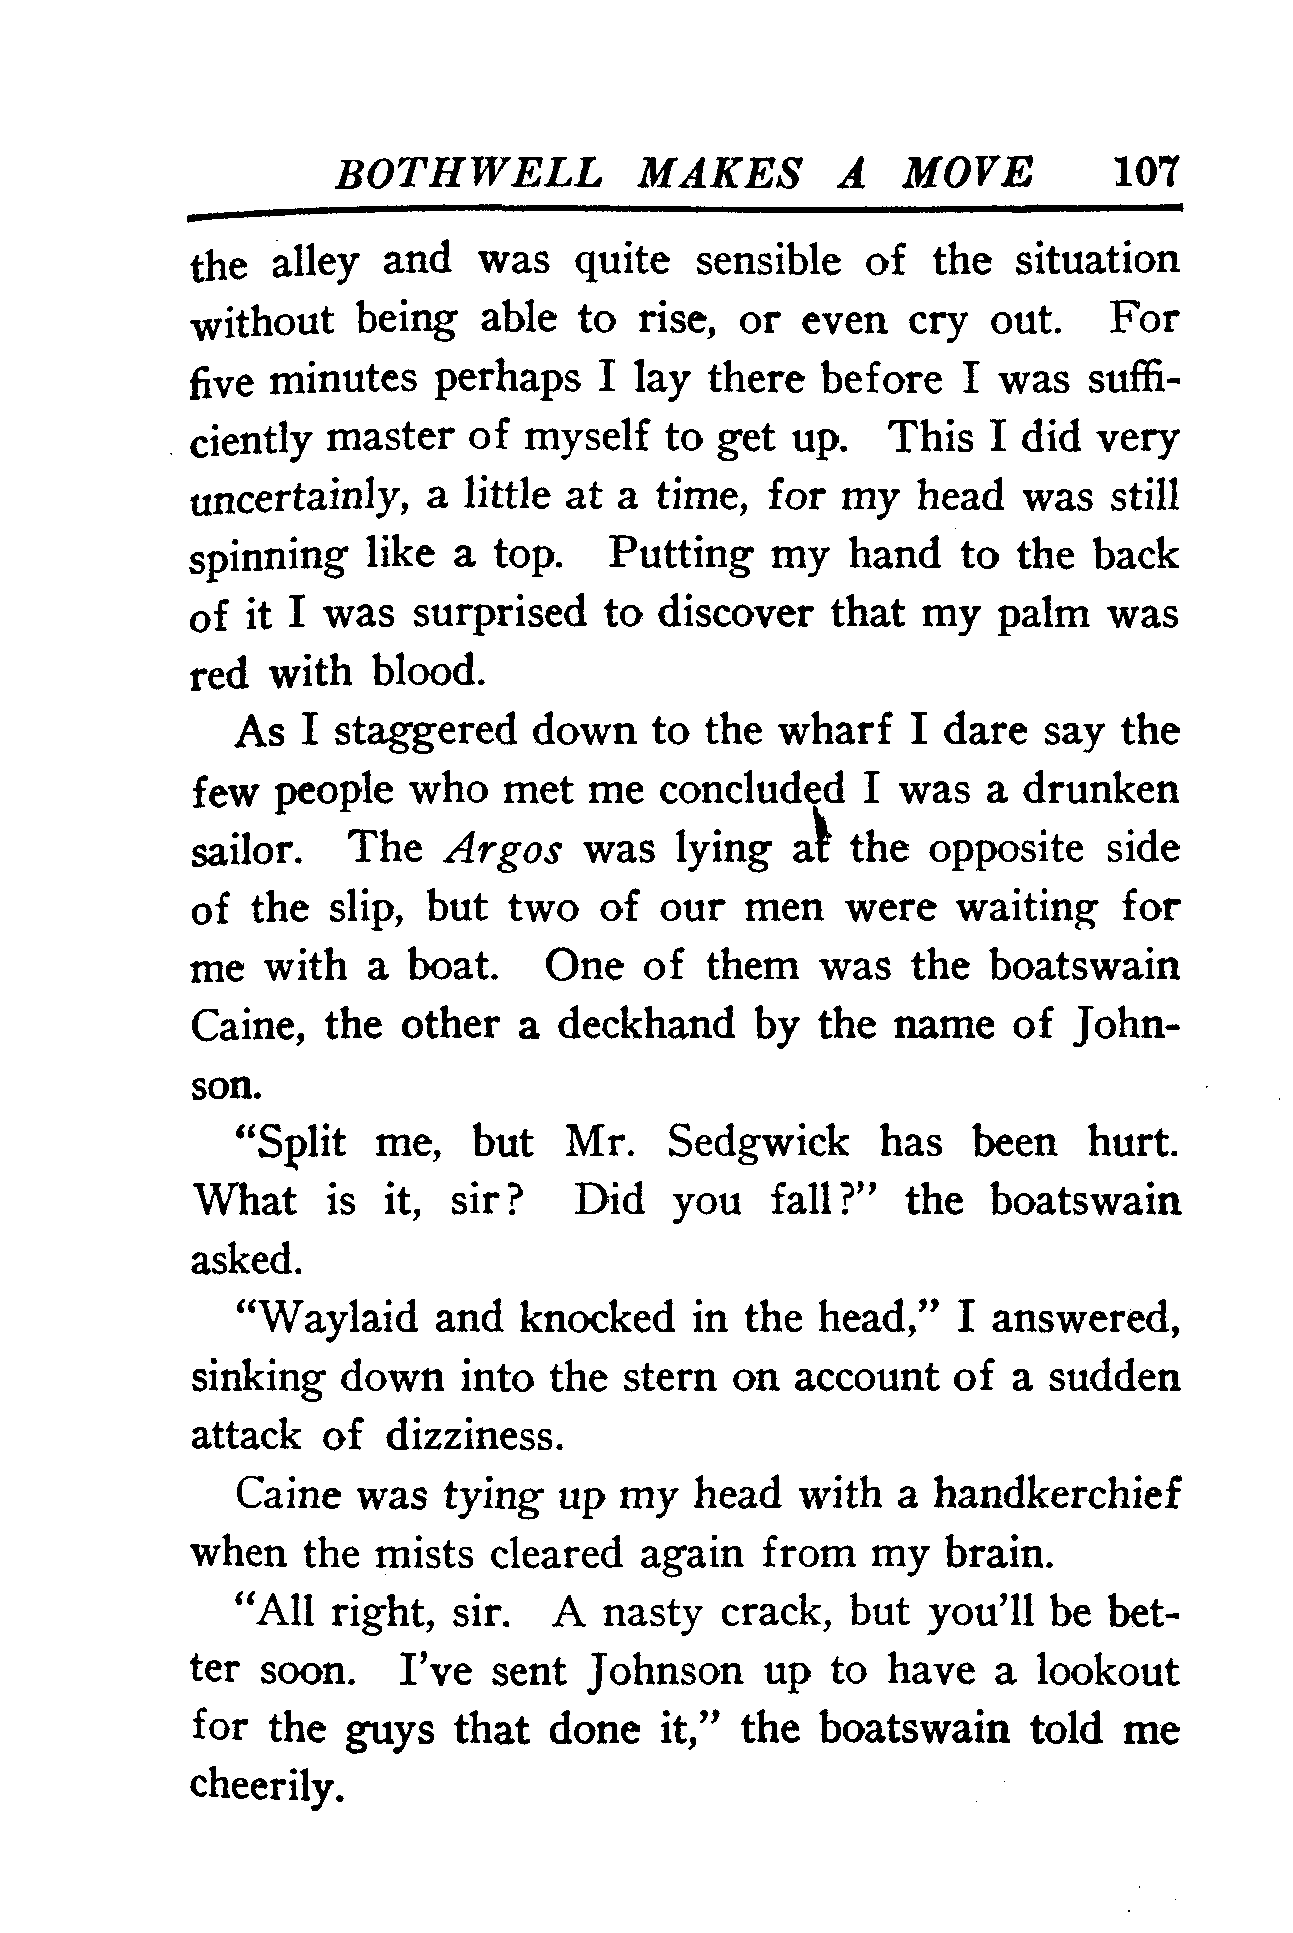 BOTHWELL MAKES A MOVE 107
the alley and was quite sensible of the situation
without being able to rise, or even cry out. For
five minutes perhaps I lay there before I was suffi-
ciently master of myself to get up. This I did very
uncertainly, a little at a time, for my head was still
spinning like a top. Putting my hand to the back
of it I was surprised to discover that my palm was
red with blood.
As I staggered down to the wharf I dare say the
few people who met me concluded I was a drunken
sailor. The Argos was lying at the opposite side
of the slip, but two of our men were waiting for
me with a boat. One of them was the boatswain
Caine, the other a deckhand by the name of John-
son.
“Split me, but Mr. Sedgwick has been hurt.
What is it, sir? Did you fall?” the boatswain
asked.
“Waylaid and knocked in the head,” I answered,
sinking down into the stern on account of a sudden
attack of dizziness.
Caine was tying up my head with a handkerchief
when the mists cleared again from my brain.
“All right, sir. A nasty crack, but you’ll be bet-
ter soon. I’ve sent Johnson up to have a lookout
for the guys that done it,” the boatswain told me
cheerily.